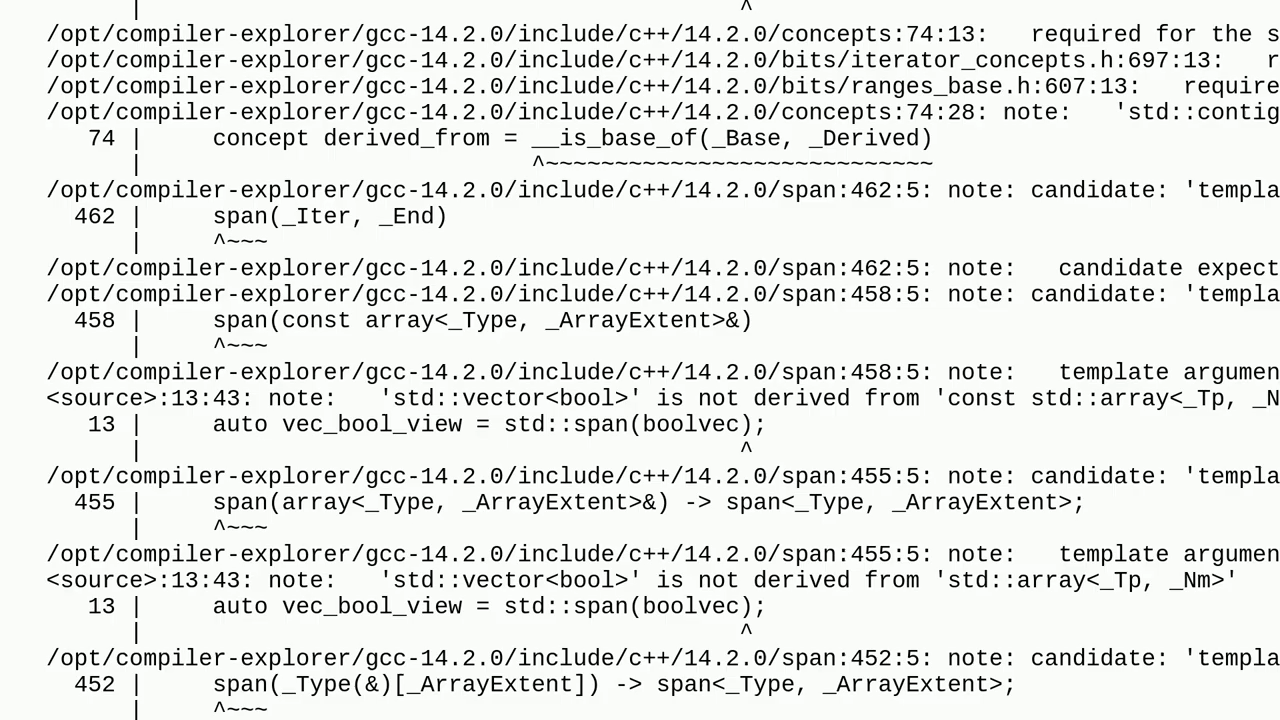 |                                            ^
/opt/compiler-explorer/gcc-14.2.0/include/c++/14.2.0/concepts:74:13:   required for the s
/opt/compiler-explorer/gcc-14.2.0/include/c++/14.2.0/bits/iterator_concepts.h:697:13:   r
/opt/compiler-explorer/gcc-14.2.0/include/c++/14.2.0/bits/ranges_base.h:607:13:   require
/opt/compiler-explorer/gcc-14.2.0/include/c++/14.2.0/concepts:74:28: note:   'std::contig
   74 |     concept derived_from = __is_base_of(_Base, _Derived)
      |                            ^~~~~~~~~~~~~~~~~~~~~~~~~~~~~
/opt/compiler-explorer/gcc-14.2.0/include/c++/14.2.0/span:462:5: note: candidate: 'templa
  462 |     span(_Iter, _End)
      |     ^~~~
/opt/compiler-explorer/gcc-14.2.0/include/c++/14.2.0/span:462:5: note:   candidate expect
/opt/compiler-explorer/gcc-14.2.0/include/c++/14.2.0/span:458:5: note: candidate: 'templa
  458 |     span(const array<_Type, _ArrayExtent>&)
      |     ^~~~
/opt/compiler-explorer/gcc-14.2.0/include/c++/14.2.0/span:458:5: note:   template argumen
<source>:13:43: note:   'std::vector<bool>' is not derived from 'const std::array<_Tp, _N
   13 |     auto vec_bool_view = std::span(boolvec);
      |                                           ^
/opt/compiler-explorer/gcc-14.2.0/include/c++/14.2.0/span:455:5: note: candidate: 'templa
  455 |     span(array<_Type, _ArrayExtent>&) -> span<_Type, _ArrayExtent>;
      |     ^~~~
/opt/compiler-explorer/gcc-14.2.0/include/c++/14.2.0/span:455:5: note:   template argumen
<source>:13:43: note:   'std::vector<bool>' is not derived from 'std::array<_Tp, _Nm>'
   13 |     auto vec_bool_view = std::span(boolvec);
      |                                           ^
/opt/compiler-explorer/gcc-14.2.0/include/c++/14.2.0/span:452:5: note: candidate: 'templa
  452 |     span(_Type(&)[_ArrayExtent]) -> span<_Type, _ArrayExtent>;
      |     ^~~~